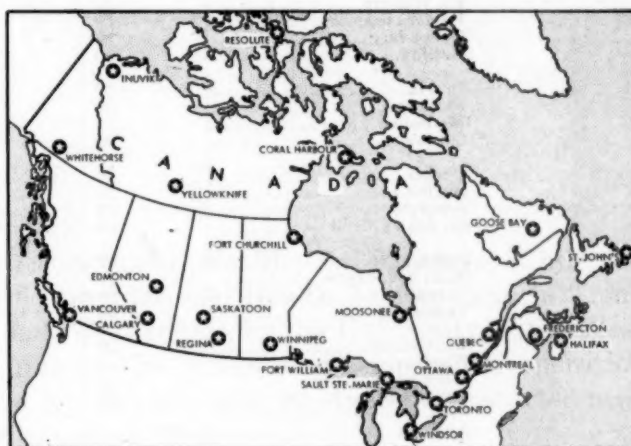 RESOLUTE
INUVIK
C A N A D A
CORAL HARBOUR
WHITEHORSE
YELLOWKNIFE
GOOSE BAY
FORT CHURCHILL
ST. JOHN'S
EDMONTON
VANCOUVER
CALGARY
SASKATOON
REGINA
WINNIPEG
MOOSONEE
QUEBEC
FREDERICTON
HALIFAX
FORT WILLIAM
SAULT STE. MARIE
OTTAWA
MONTREAL
TORONTO
WINDSOR